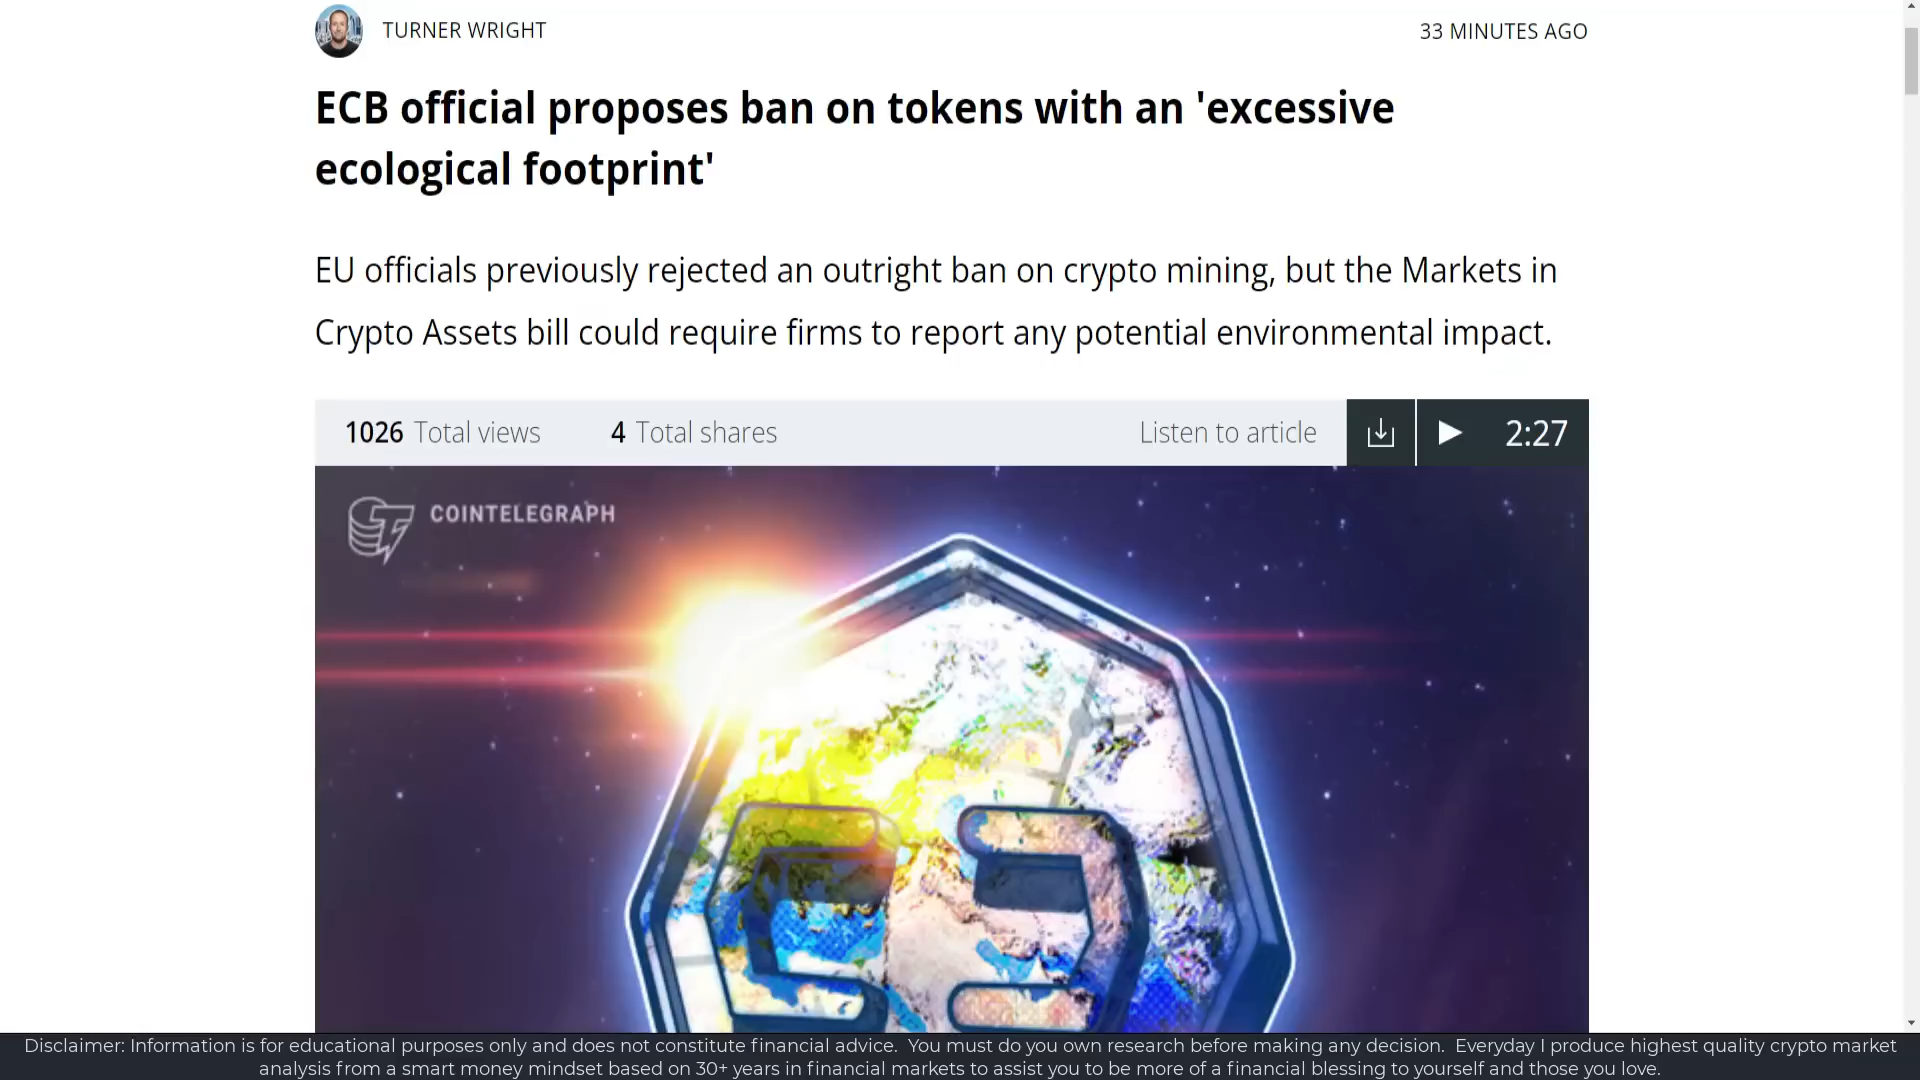 TURNER WRIGHT
33 MINUTES AGO
ECB official proposes ban on tokens with an 'excessive
ecological footprint'
EU officials previously rejected an outright ban on crypto mining, but the Markets in
Crypto Assets bill could require firms to report any potential environmental impact.
1026 Total views 4 Total shares Listen to article 2:27
COINTELEGRAPH
Disclaimer: Information is for educational purposes only and does not constitute financial advice. You must do you own research before making any decision. Everyday I produce highest quality crypto market
analysis from a smart money mindset based on 30+ years in financial markets to assist you to be more of a financial blessing to yourself and those you love.